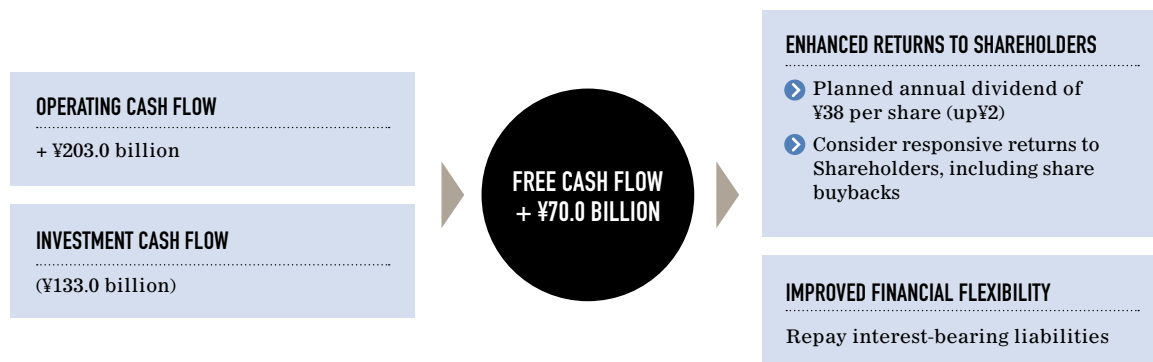 OPERATING CASH FLOW
+ ¥203.0 billion
INVESTMENT CASH FLOW
(¥133.0 billion)
FREE CASH FLOW
+ ¥70.0 BILLION
ENHANCED RETURNS TO SHAREHOLDERS
Planned annual dividend of
¥38 per share (up¥2)
Consider responsive returns to
Shareholders, including share
buybacks
IMPROVED FINANCIAL FLEXIBILITY
Repay interest-bearing liabilities